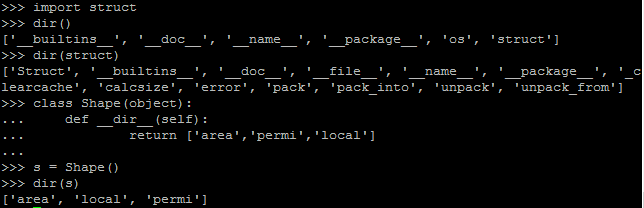 >>> import struct
>>> dir()
['__builtins__', '__doc__', '__name__', '__package__', 'os', 'struct']
>>> dir(struct)
['Struct', '__builtins__', '__doc__', '__file__', '__name__', '__package__', '_c
learcache', 'calcsize', 'error', 'pack', 'pack_into', 'unpack', 'unpack_from']
>>> class Shape(object):
...     def __dir__(self):
...             return ['area','permi','local']
...
>>> s = Shape()
>>> dir(s)
['area', 'local', 'permi']